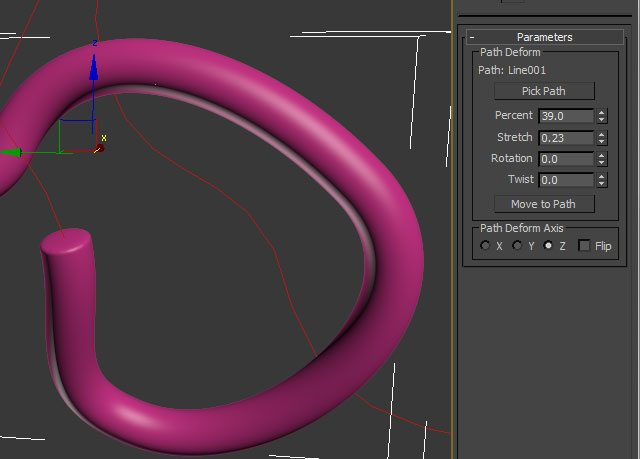 z
x
- Parameters
Path Deform
Path: Line001
Pick Path
Percent 39.0
Stretch 0.23
Rotation 0.0
Twist 0.0
Move to Path
Path Deform Axis
X Y Z Flip